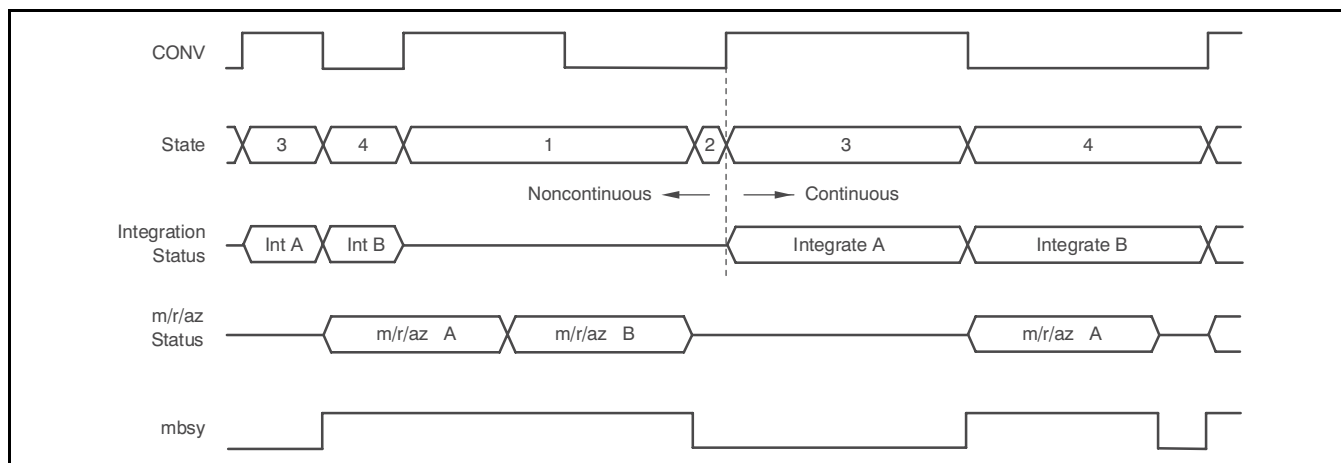 CONV
State
3
4
1
2
3
4
Noncontinuous
Continuous
Integration
Status
Int A
Int B
Integrate A
Integrate B
m/r/az
Status
m/r/az A
m/r/az B
m/r/az A
mbsy